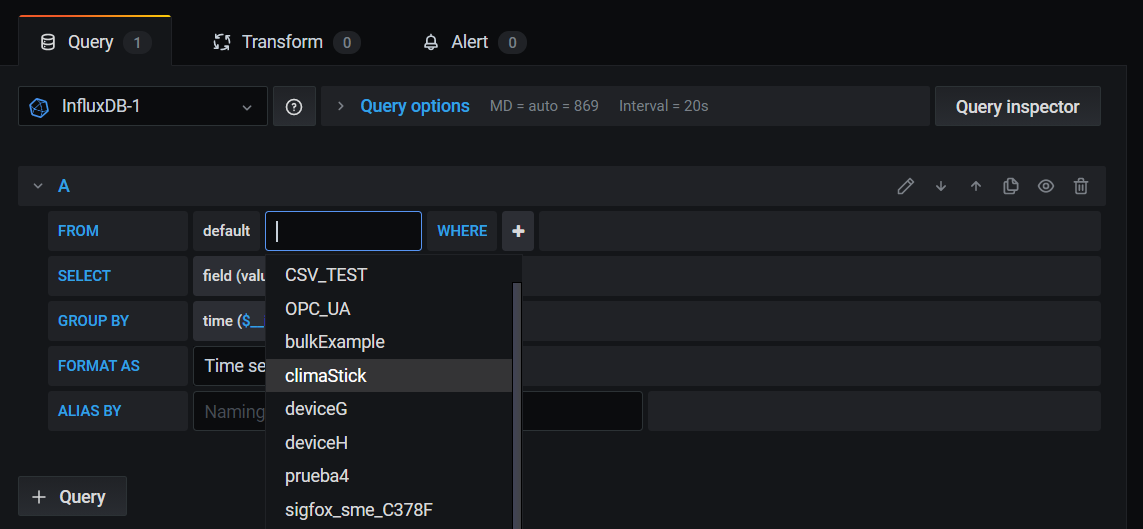 Query 1 Transform 0 Alert 0
InfluxDB-1 Query options MD = auto = 869 Interval = 20s Query inspector
A
FROM default WHERE +
SELECT field (valu
CSV_TEST
GROUP BY time ($__
OPC_UA
bulkExample
FORMAT AS Time se
climaStick
ALIAS BY Naming
deviceG
deviceH
prueba4
+ Query
sigfox_sme_C378F